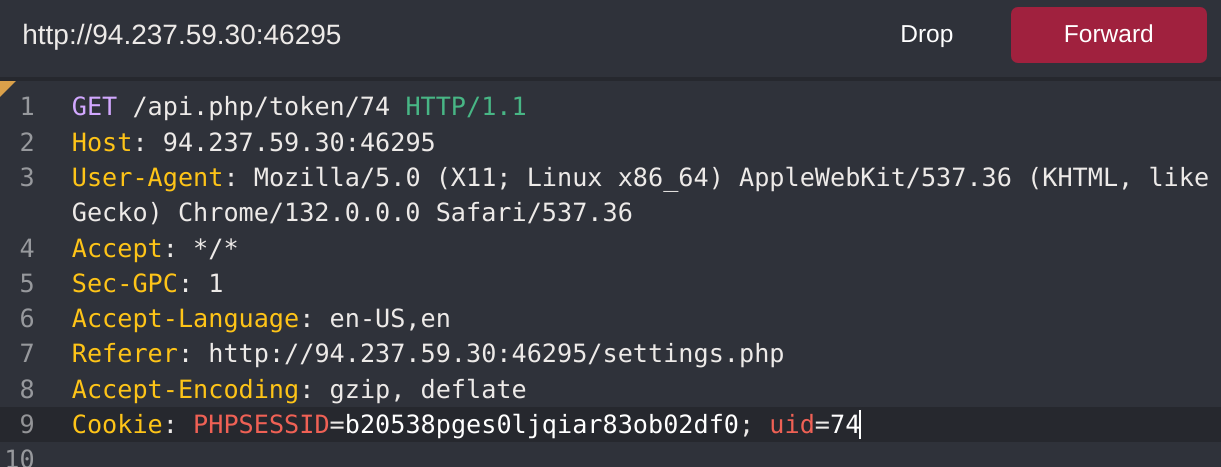 http://94.237.59.30:46295
Drop
Forward
1 GET /api.php/token/74 HTTP/1.1
2 Host: 94.237.59.30:46295
3 User-Agent: Mozilla/5.0 (X11; Linux x86_64) AppleWebKit/537.36 (KHTML, like
Gecko) Chrome/132.0.0.0 Safari/537.36
4 Accept: */*
5 Sec-GPC: 1
6 Accept-Language: en-US,en
7 Referer: http://94.237.59.30:46295/settings.php
8 Accept-Encoding: gzip, deflate
9 Cookie: PHPSESSID=b20538pges0ljqiar83ob02df0; uid=74
10